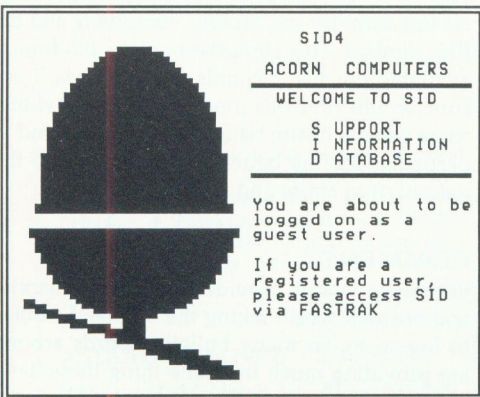 SID4
ACORN COMPUTERS
WELCOME TO SID
S UPPORT
I NFORMATION
D ATABASE
You are about to be
logged on as a
guest user.
If you are a
registered user,
please access SID
via FASTRAK